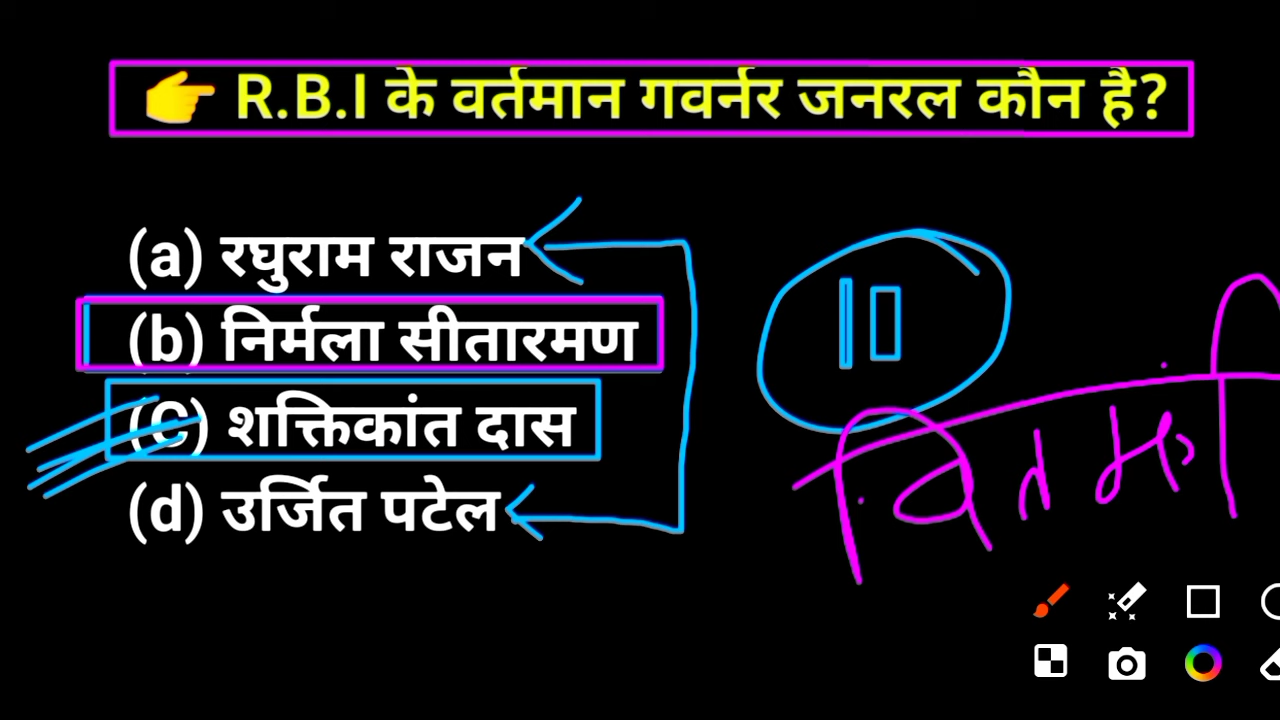 👉 R.B.I के वर्तमान गवर्नर जनरल कौन है?
(a) रघुराम राजन
(b) निर्मला सीतारमण
(C) शक्तिकांत दास
(d) उर्जित पटेल